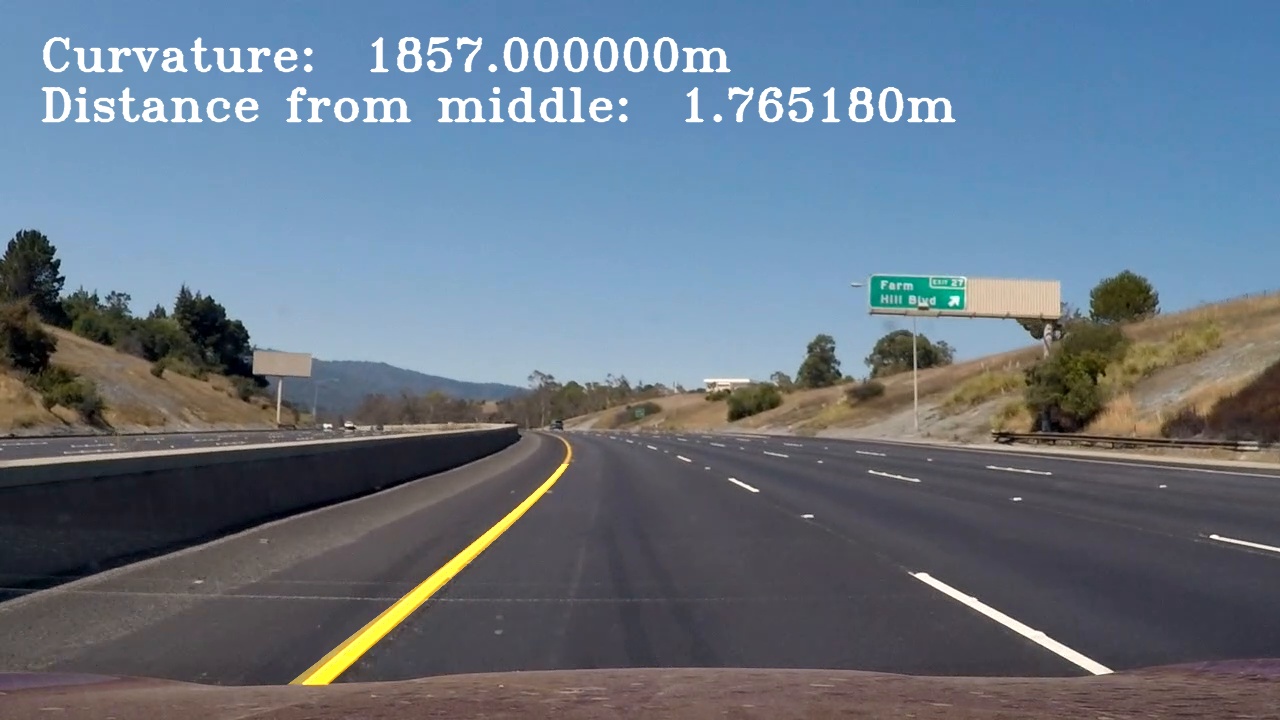 Curvature: 1857.000000m
Distance from middle: 1.765180m
EXIT 27
Farm
Hill Blvd